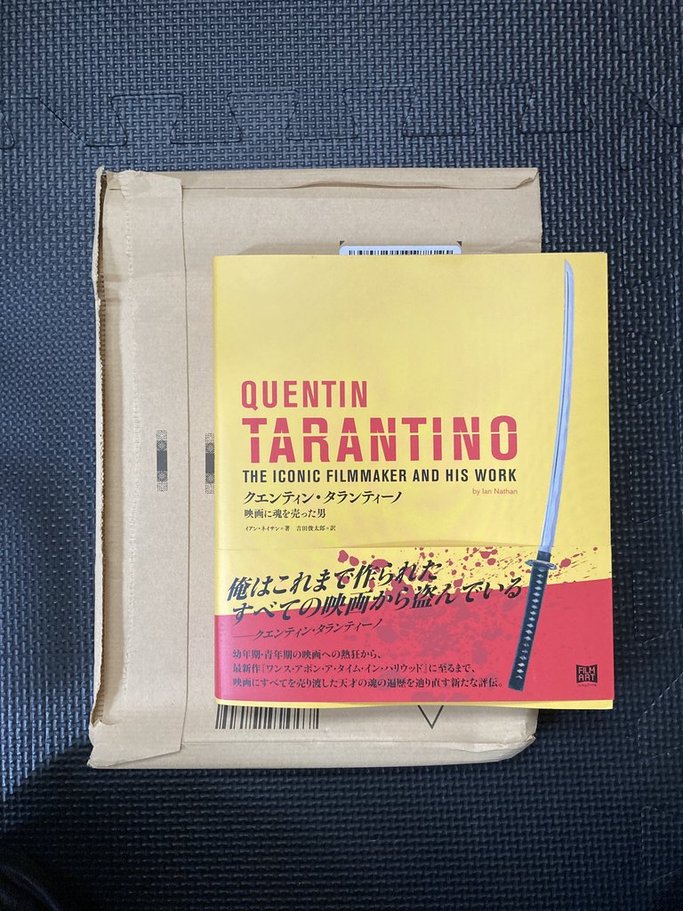 QUENTIN
TARANTINO
THE ICONIC FILMMAKER AND HIS WORK
by Ian Nathan
クエンティン・タランティーノ
映画に魂を売った男
イアン・ネイサン=著 吉田俊太郎=訳
俺はこれまで作られた
すべての映画から盗んでいる
――クエンティン・タランティーノ
幼年期・青年期の映画への熱狂から、
最新作『ワンス・アポン・ア・タイム・イン・ハリウッド』に至るまで、
映画にすべてを売り渡した天才の魂の遍歴を辿り直す新たな評伝。
FILM
ART